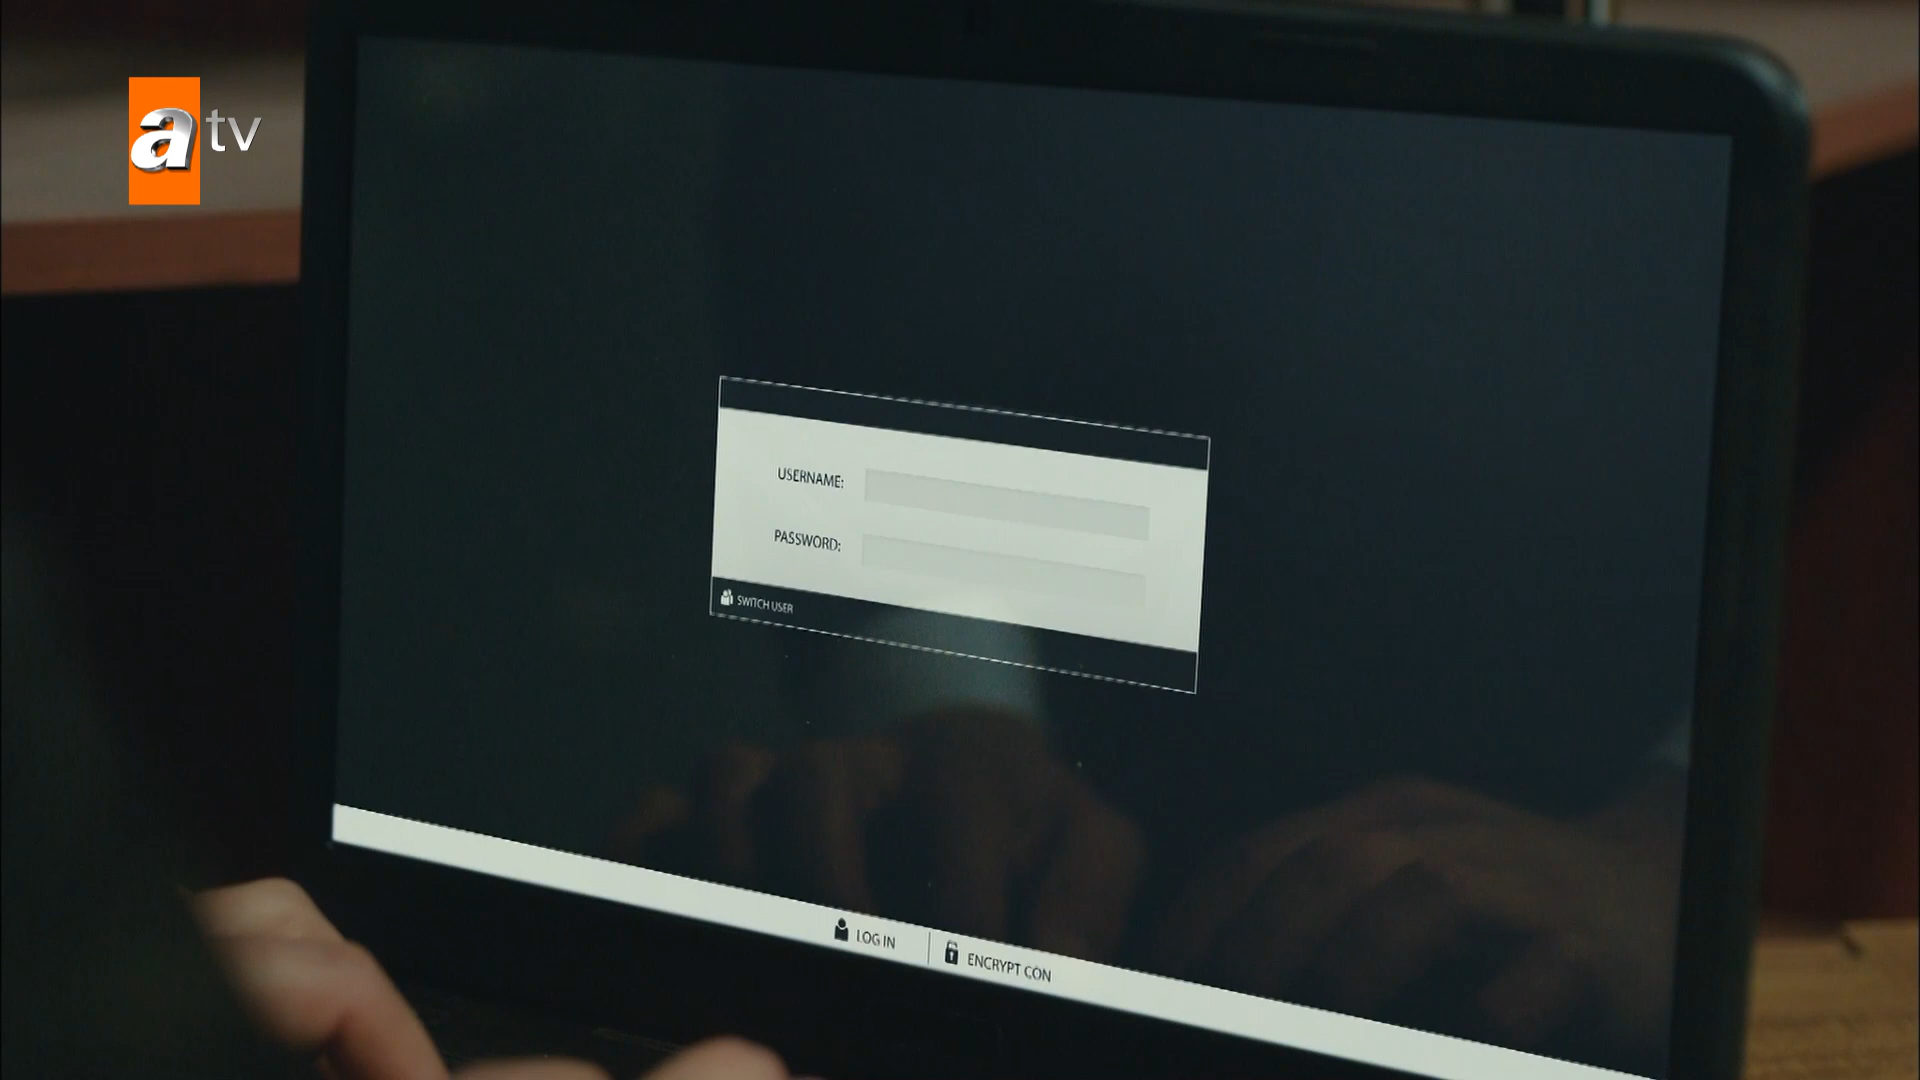 atv
USERNAME:
PASSWORD:
SWITCH USER
LOG IN
ENCRYPT CON